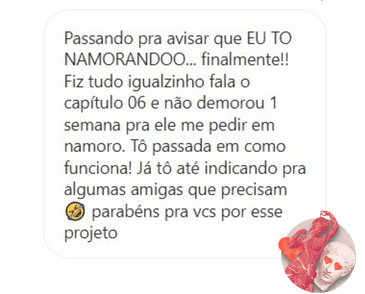 Passando pra avisar que EU TO
NAMORANDOO... finalmente!!
Fiz tudo igualzinho fala o
capítulo 06 e não demorou 1
semana pra ele me pedir em
namoro. Tô passada em como
funciona! Já tô até indicando pra
algumas amigas que precisam
🤣 parabéns pra vcs por esse
projeto